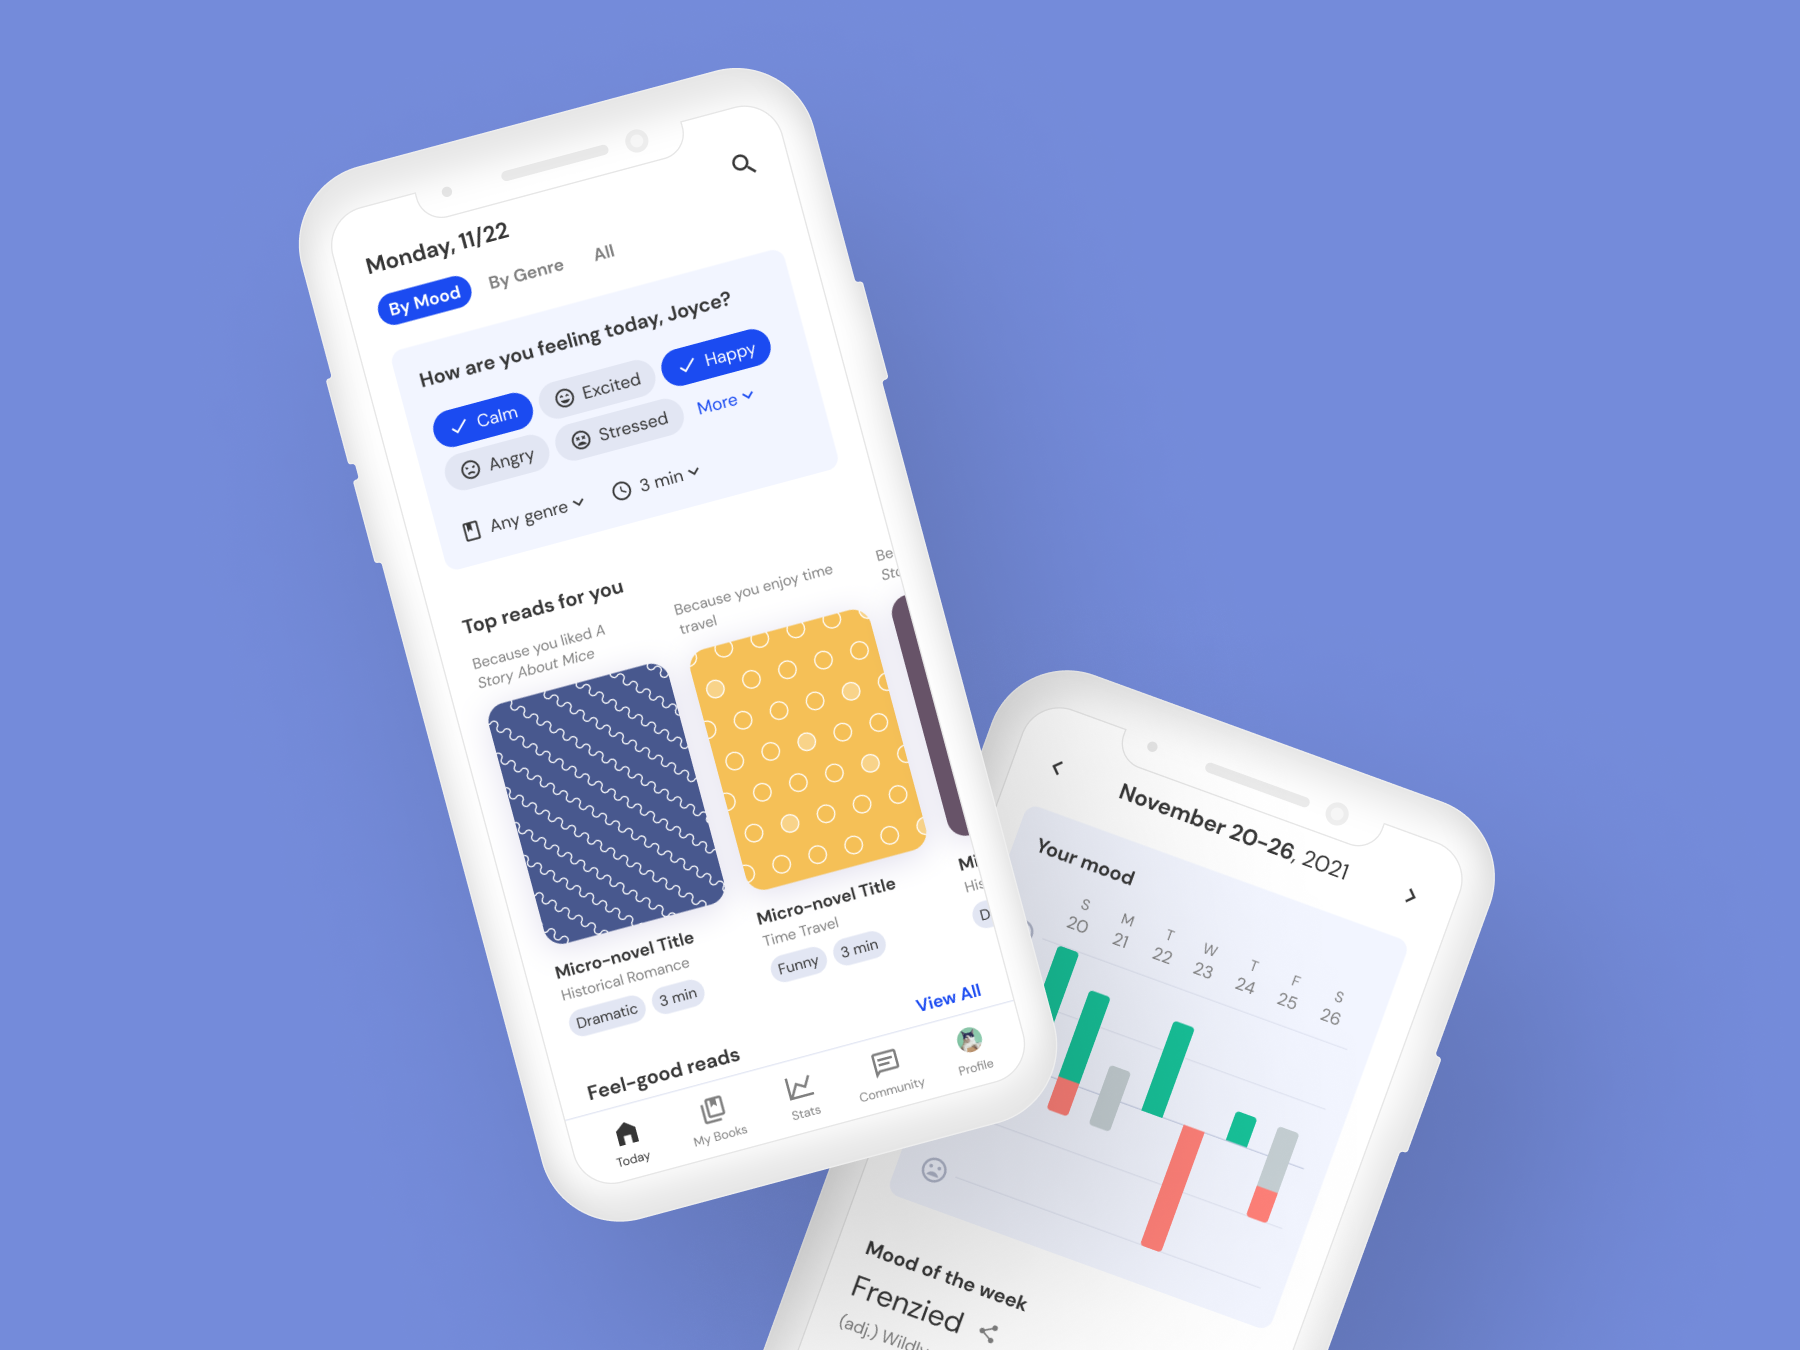 Monday, 11/22
By Mood By Genre All
How are you feeling today, Joyce?
Calm Excited Happy
Angry Stressed More
Any genre 3 min
Top reads for you
Because you liked A
Story About Mice
Because you enjoy time
travel
Be
Sto
Micro-novel Title
Historical Romance
Dramatic 3 min
Micro-novel Title
Time Travel
Funny 3 min
Mi
His
D
View All
Feel-good reads
Today My Books Stats Community Profile
November 20-26, 2021
Your mood
S M T W T F S
20 21 22 23 24 25 26
Mood of the week
Frenzied
(adj.) Wildly